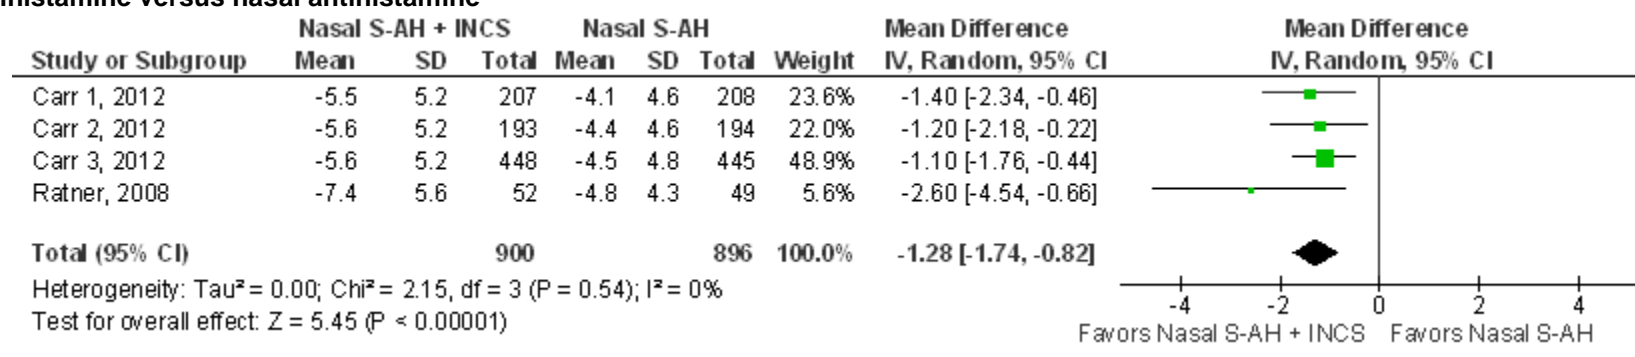 versus nasal antihistamine
Nasal S-AH + INCS Nasal S-AH Mean Difference Mean Difference
Study or Subgroup Mean SD Total Mean SD Total Weight IV, Random, 95% CI IV, Random, 95% CI
Carr 1, 2012 -5.5 5.2 207 -4.1 4.6 208 23.6% -1.40 [-2.34, -0.46]
Carr 2, 2012 -5.6 5.2 193 -4.4 4.6 194 22.0% -1.20 [-2.18, -0.22]
Carr 3, 2012 -5.6 5.2 448 -4.5 4.8 445 48.9% -1.10 [-1.76, -0.44]
Ratner, 2008 -7.4 5.6 52 -4.8 4.3 49 5.6% -2.60 [-4.54, -0.66]
Total (95% CI) 900 896 100.0% -1.28 [-1.74, -0.82]
Heterogeneity: Tau² = 0.00; Chi² = 2.15, df = 3 (P = 0.54); I² = 0%
Test for overall effect: Z = 5.45 (P < 0.00001)
-4 -2 0 2 4
Favors Nasal S-AH + INCS Favors Nasal S-AH